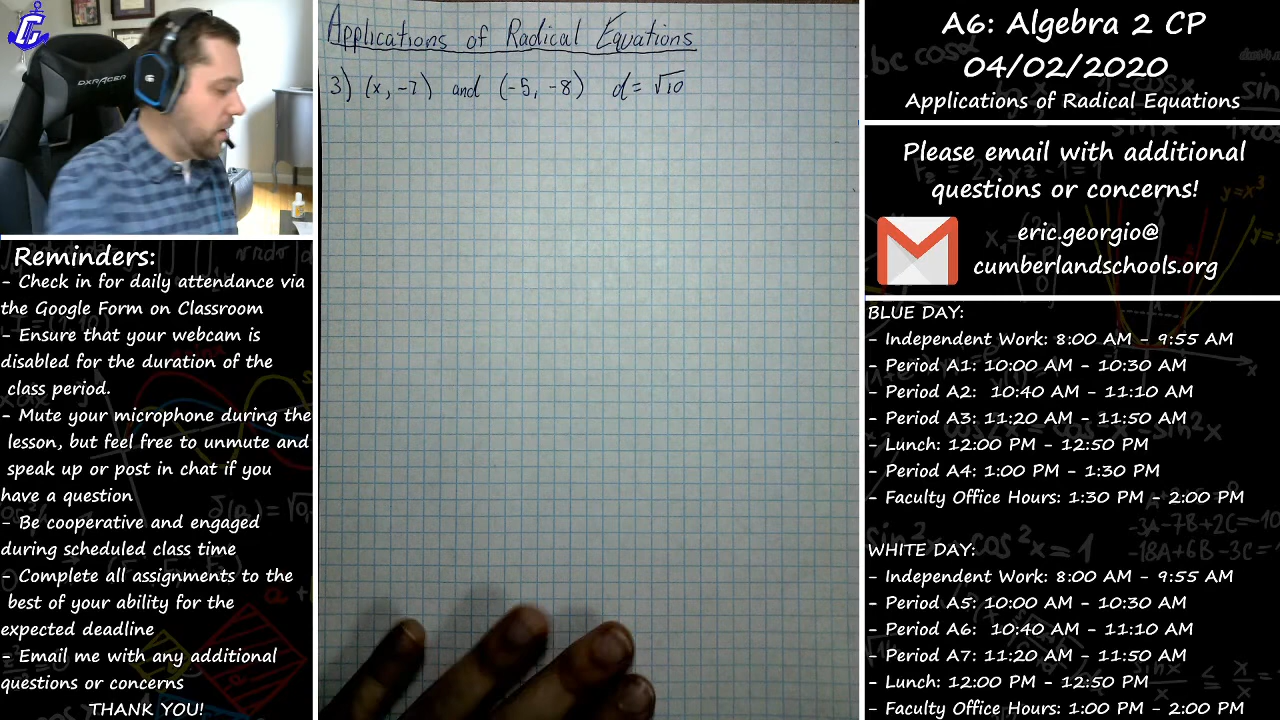 Applications of Radical Equations
3) (x, -7) and (-5, -8) d = √10
DXRACER
Reminders:
- Check in for daily attendance via
the Google Form on Classroom
- Ensure that your webcam is
disabled for the duration of the
class period.
- Mute your microphone during the
lesson, but feel free to unmute and
speak up or post in chat if you
have a question
- Be cooperative and engaged
during scheduled class time
- Complete all assignments to the
best of your ability for the
expected deadline
- Email me with any additional
questions or concerns
THANK YOU!
A6: Algebra 2 CP
04/02/2020
Applications of Radical Equations
Please email with additional
questions or concerns!
eric.georgio@
cumberlandschools.org
BLUE DAY:
- Independent Work: 8:00 AM - 9:55 AM
- Period A1: 10:00 AM - 10:30 AM
- Period A2: 10:40 AM - 11:10 AM
- Period A3: 11:20 AM - 11:50 AM
- Lunch: 12:00 PM - 12:50 PM
- Period A4: 1:00 PM - 1:30 PM
- Faculty Office Hours: 1:30 PM - 2:00 PM
WHITE DAY:
- Independent Work: 8:00 AM - 9:55 AM
- Period A5: 10:00 AM - 10:30 AM
- Period A6: 10:40 AM - 11:10 AM
- Period A7: 11:20 AM - 11:50 AM
- Lunch: 12:00 PM - 12:50 PM
- Faculty Office Hours: 1:00 PM - 2:00 PM